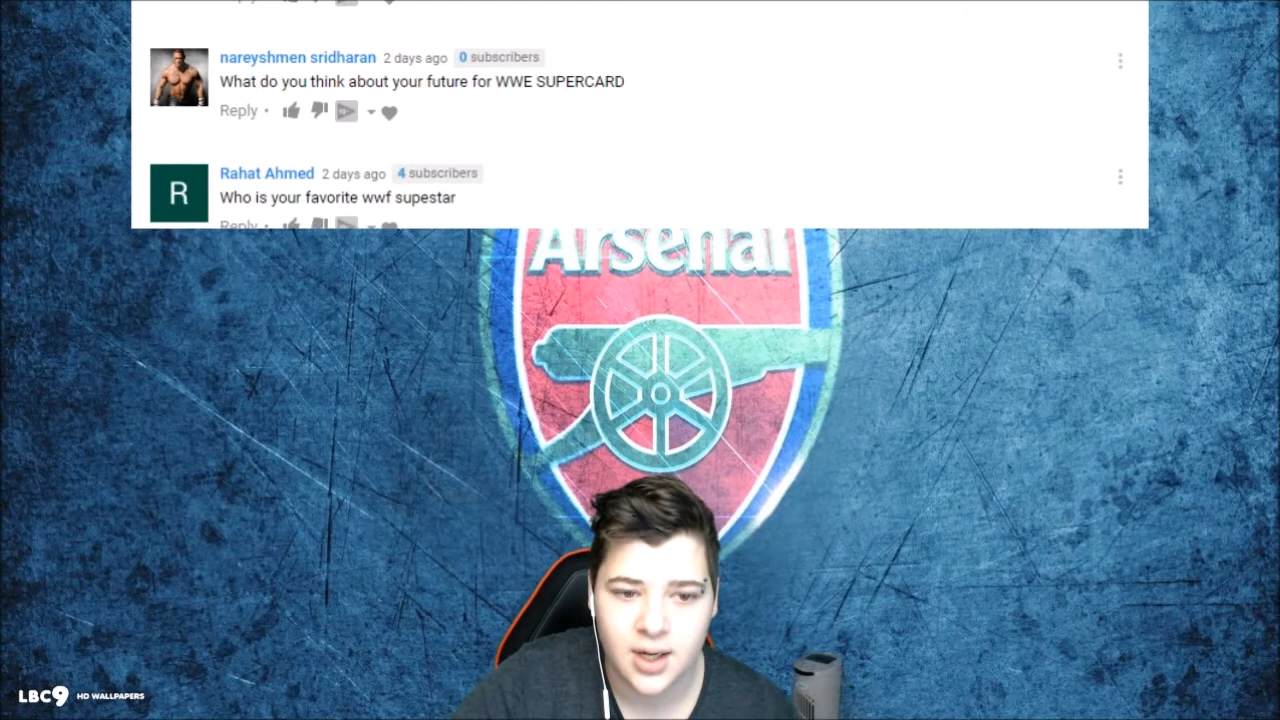 nareyshmen sridharan 2 days ago 0 subscribers
What do you think about your future for WWE SUPERCARD
Reply •
Rahat Ahmed 2 days ago 4 subscribers
R
Who is your favorite wwf supestar
Reply •
Arsenal
LBC9 HD WALLPAPERS